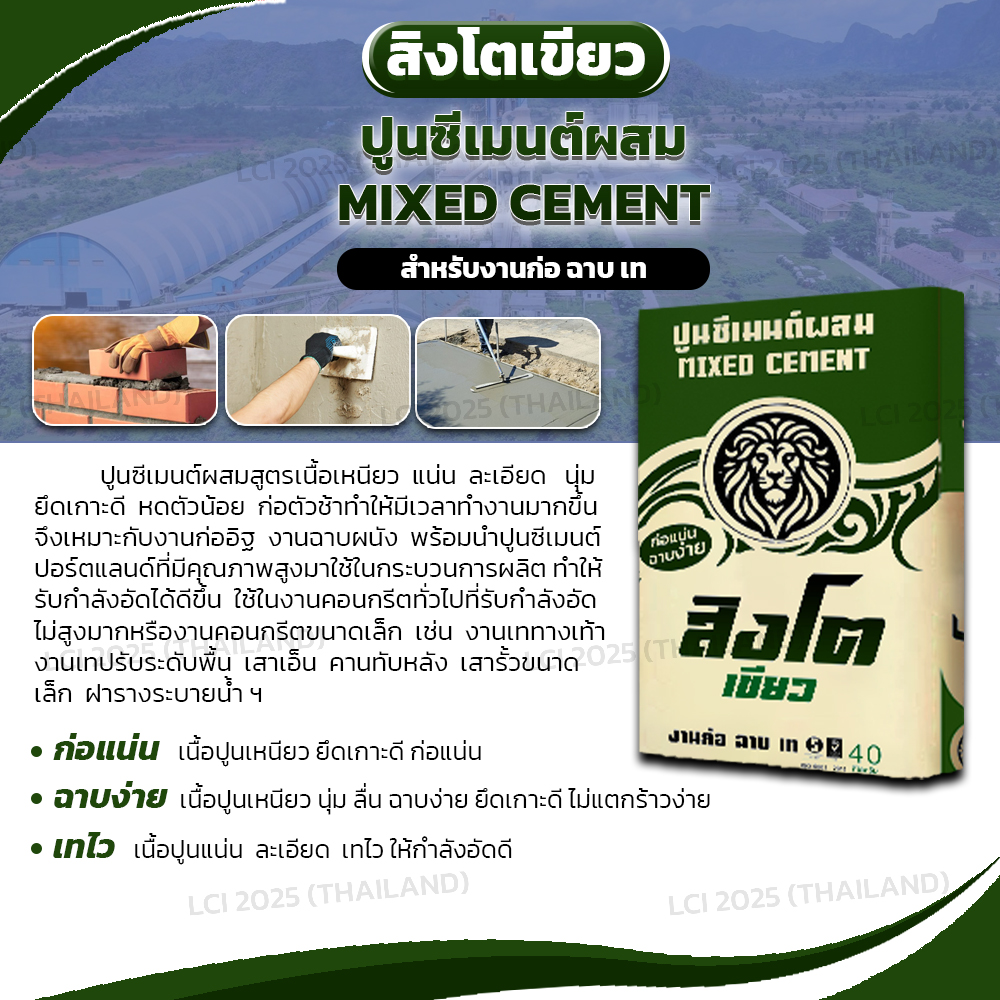 สิงโตเขียว
ปูนซีเมนต์ผสม
MIXED CEMENT
สำหรับงานก่อ ฉาบ เท
ปูนซีเมนต์ผสม
MIXED CEMENT
ก่อแน่น
ฉาบง่าย
สิงโต
เขียว
งานก่อ ฉาบ เท
40
ปูนซีเมนต์ผสมสูตรเนื้อเหนียว แน่น ละเอียด นุ่ม
ยึดเกาะดี หดตัวน้อย ก่อตัวช้าทำให้มีเวลาทำงานมากขึ้น
จึงเหมาะกับงานก่ออิฐ งานฉาบผนัง พร้อมนำปูนซีเมนต์
ปอร์ตแลนด์ที่มีคุณภาพสูงมาใช้ในกระบวนการผลิต ทำให้
รับกำลังอัดได้ดีขึ้น ใช้ในงานคอนกรีตทั่วไปที่รับกำลังอัด
ไม่สูงมากหรืองานคอนกรีตขนาดเล็ก เช่น งานเททางเท้า
งานเทปรับระดับพื้น เสาเอ็น คานทับหลัง เสารั้วขนาด
เล็ก ฝารางระบายน้ำ ฯ
• ก่อแน่น เนื้อปูนเหนียว ยึดเกาะดี ก่อแน่น
• ฉาบง่าย เนื้อปูนเหนียว นุ่ม ลื่น ฉาบง่าย ยึดเกาะดี ไม่แตกร้าวง่าย
• เทไว เนื้อปูนแน่น ละเอียด เทไว ให้กำลังอัดดี
LCI 2025 (THAILAND)
LCI 2025 (THAILAND)